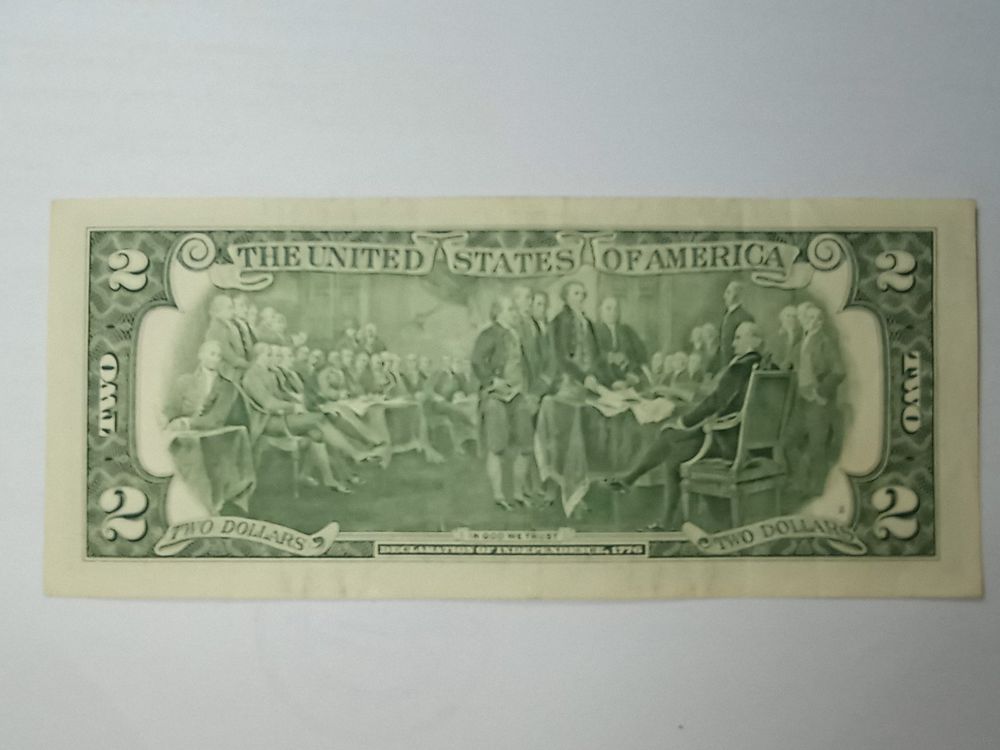 THE UNITED STATES OF AMERICA
2
2
TWO
TWO
2
2
TWO DOLLARS
TWO DOLLARS
IN GOD WE TRUST
DECLARATION OF INDEPENDENCE, 1776